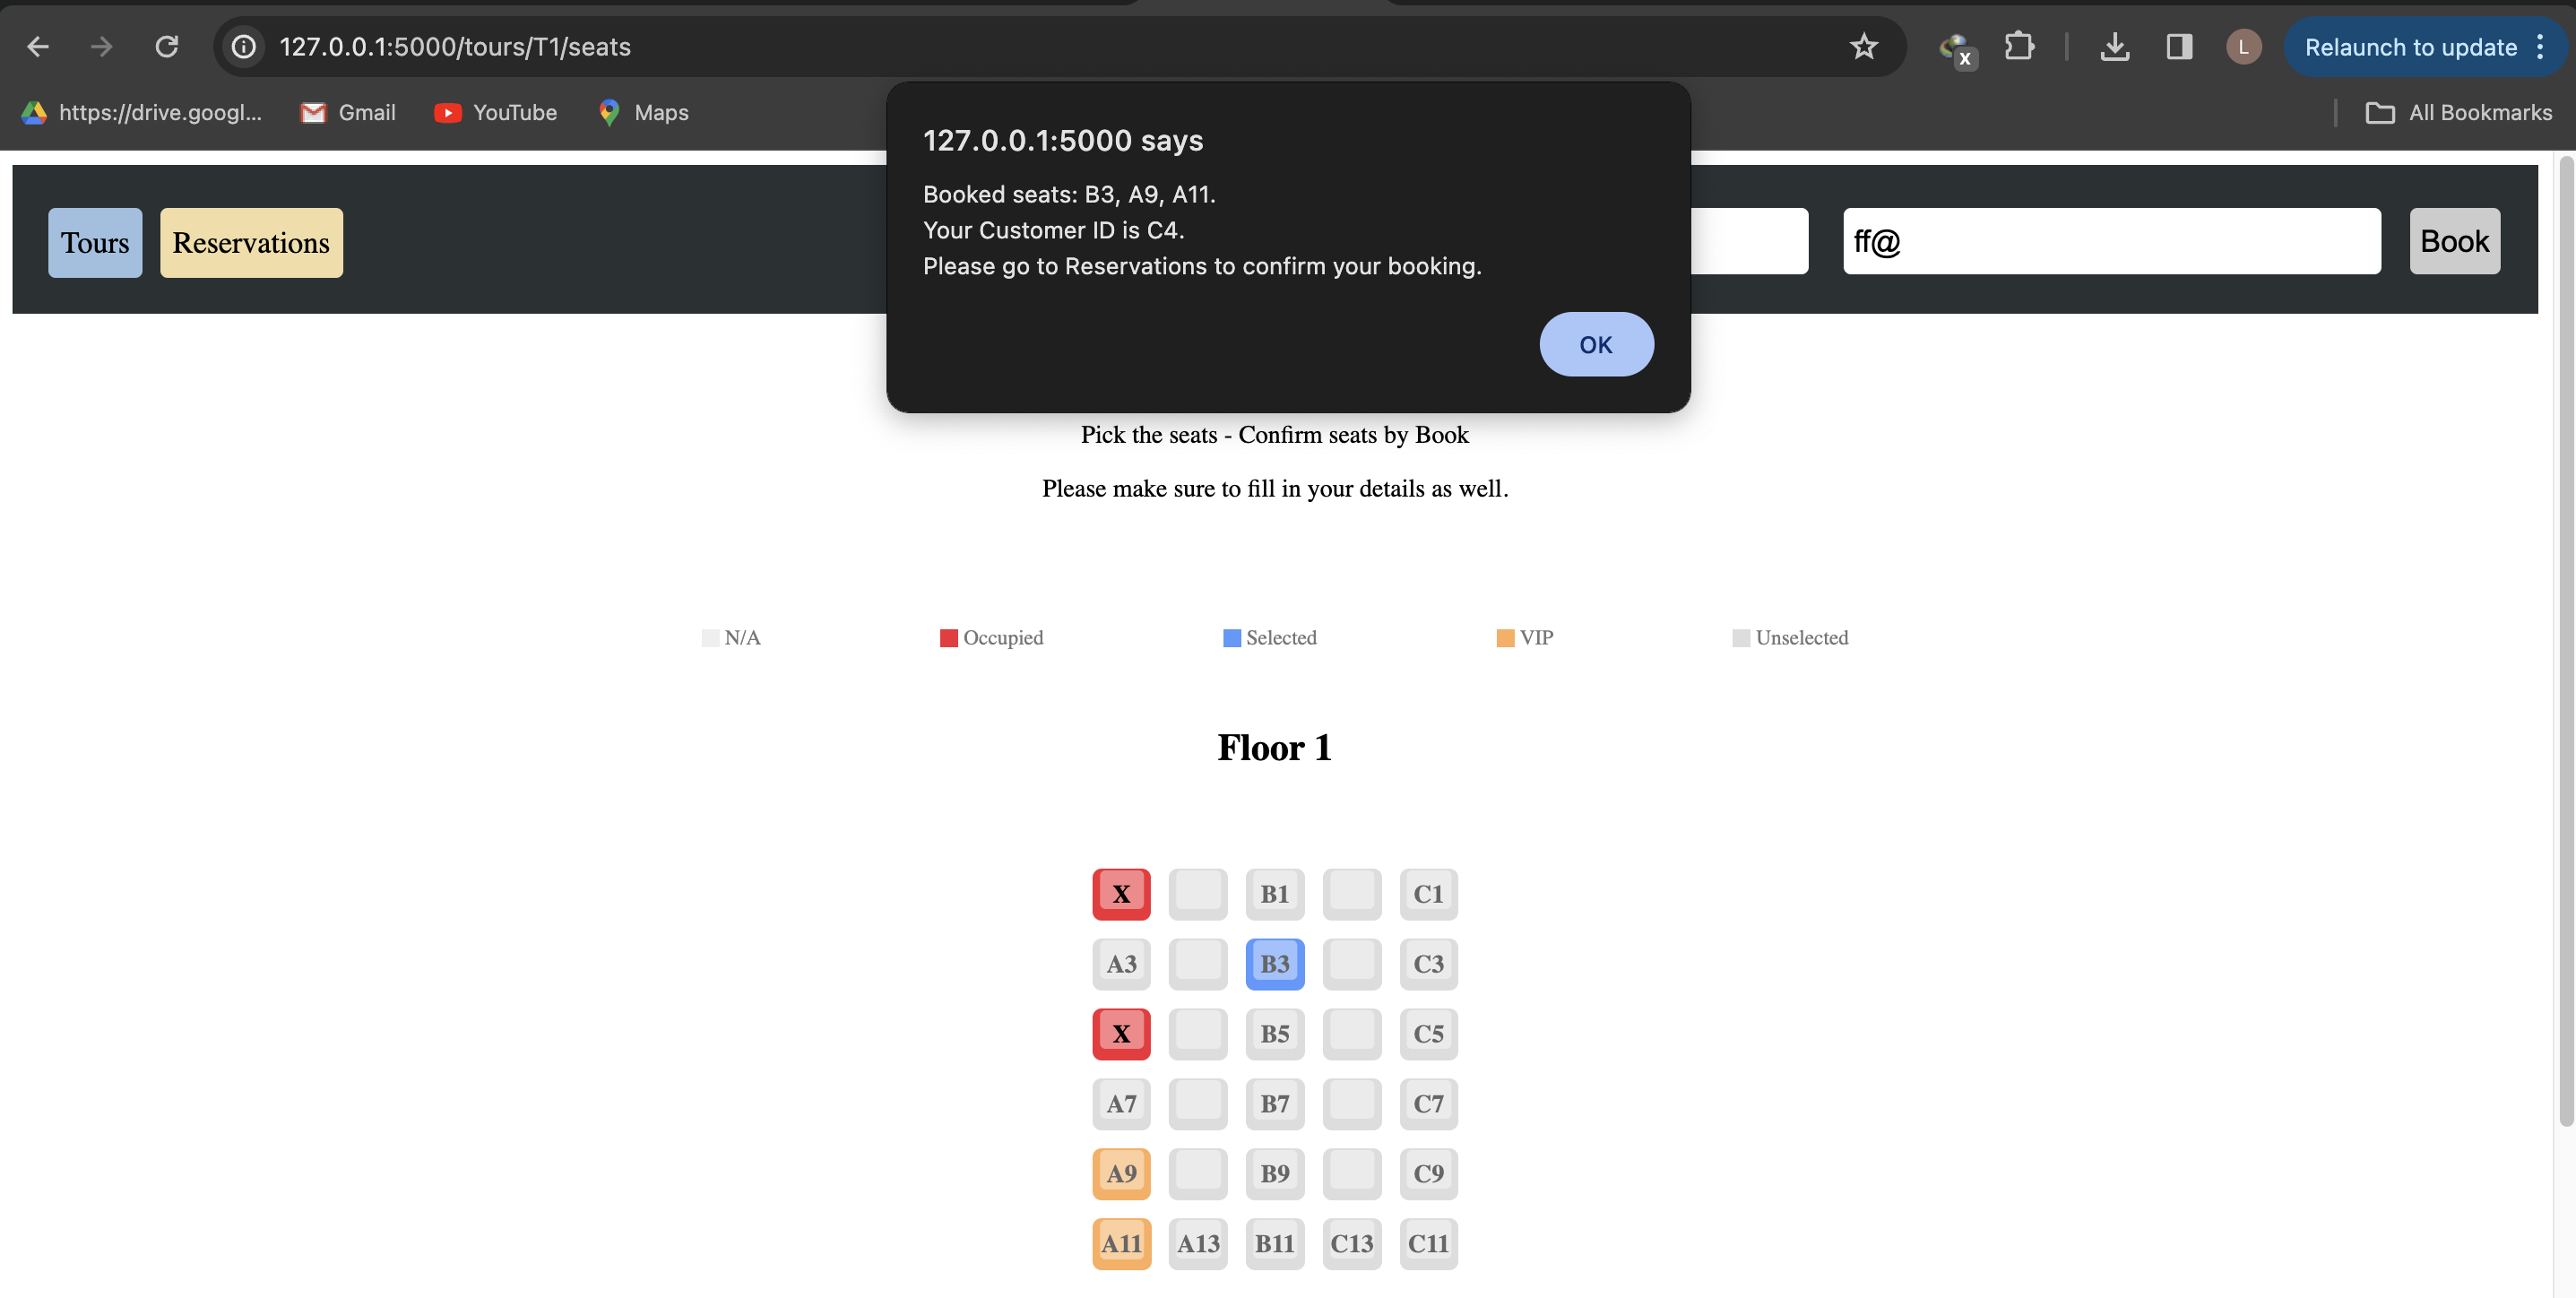 127.0.0.1:5000/tours/T1/seats
X
L
Relaunch to update
https://drive.googl...
Gmail
YouTube
Maps
All Bookmarks
127.0.0.1:5000 says
Booked seats: B3, A9, A11.
Your Customer ID is C4.
Please go to Reservations to confirm your booking.
OK
Tours
Reservations
ff@
Book
Pick the seats - Confirm seats by Book
Please make sure to fill in your details as well.
N/A
Occupied
Selected
VIP
Unselected
Floor 1
X B1 C1
A3 B3 C3
X B5 C5
A7 B7 C7
A9 B9 C9
A11 A13 B11 C13 C11